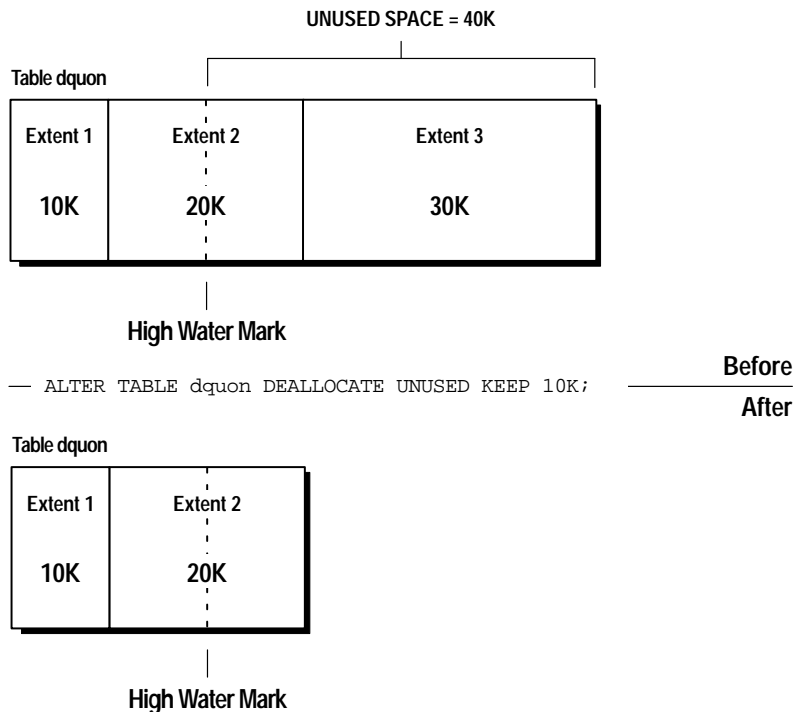 UNUSED SPACE = 40K
Table dquon
Extent 1 Extent 2 Extent 3
10K 20K 30K
High Water Mark
Before
ALTER TABLE dquon DEALLOCATE UNUSED KEEP 10K;
After
Table dquon
Extent 1 Extent 2
10K 20K
High Water Mark